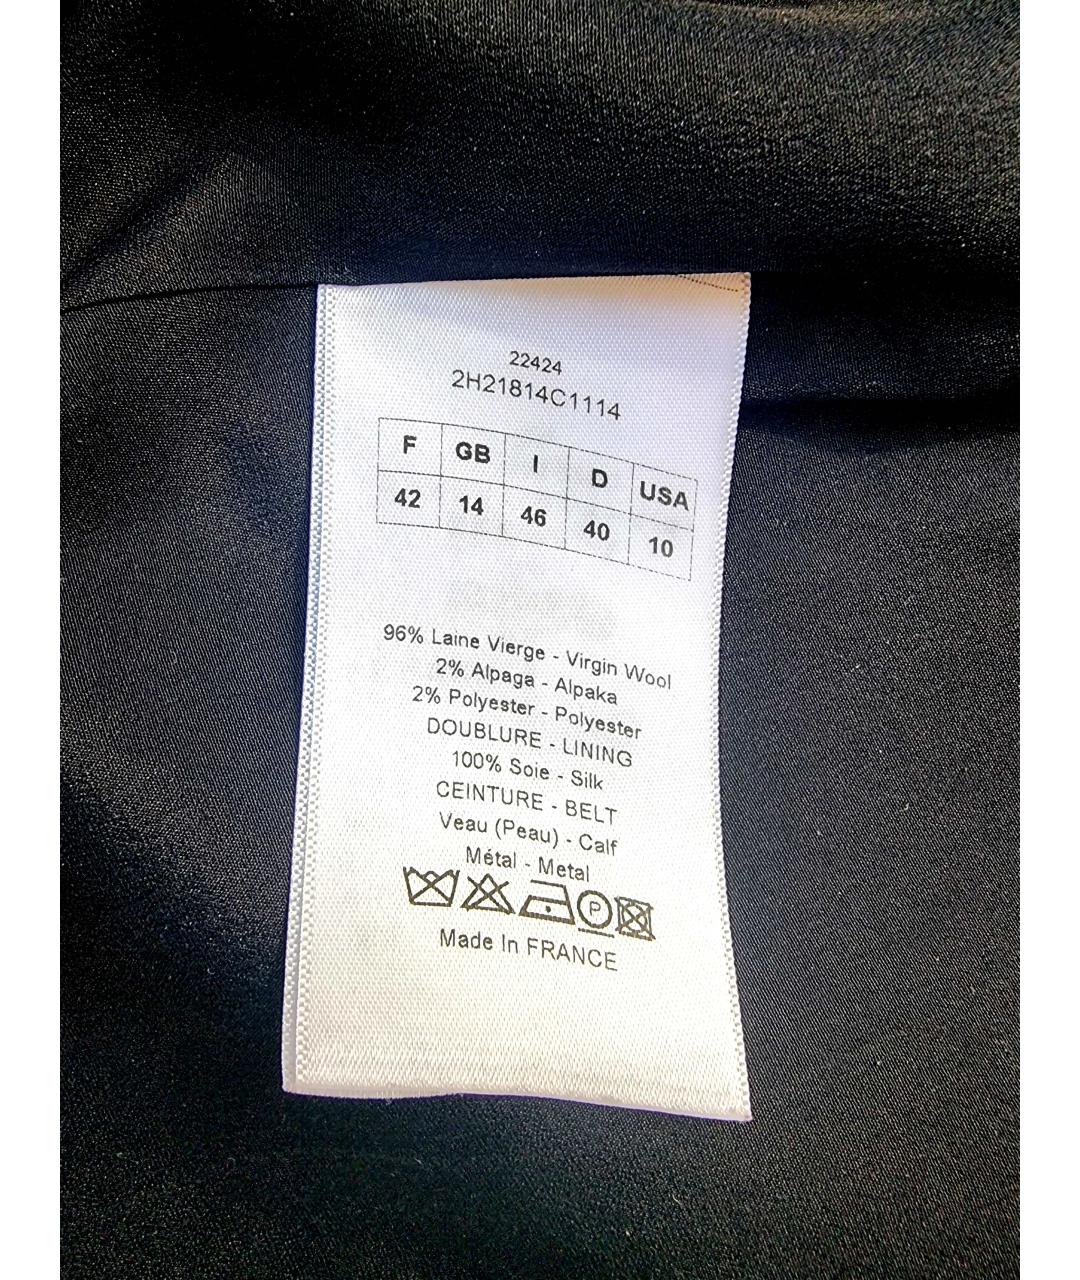 22424
2H21814C1114
F GB I D USA
42 14 46 40 10
96% Laine Vierge - Virgin Wool
2% Alpaga - Alpaka
2% Polyester - Polyester
DOUBLURE - LINING
100% Soie - Silk
CEINTURE - BELT
Veau (Peau) - Calf
Métal - Metal
P
Made In FRANCE